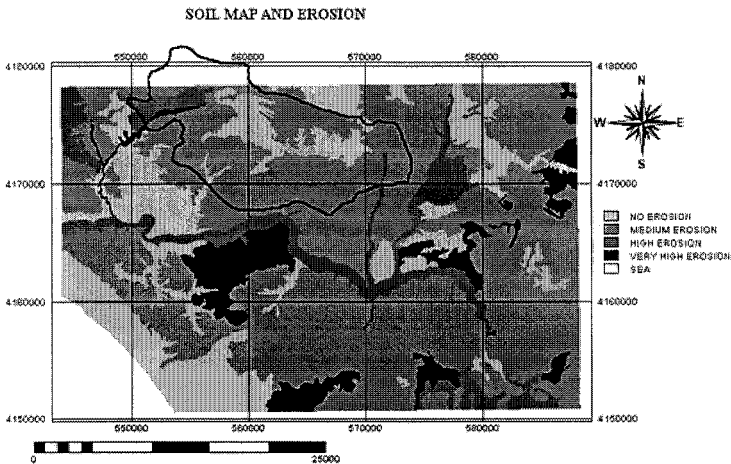 SOIL MAP AND EROSION
550000 560000 570000 580000
4180000 4180000
N
W E
S
4170000 4170000
NO EROSION
MEDIUM EROSION
HIGH EROSION
VERY HIGH EROSION
SEA
4160000 4160000
4150000 4150000
550000 560000 570000 580000
0 25000